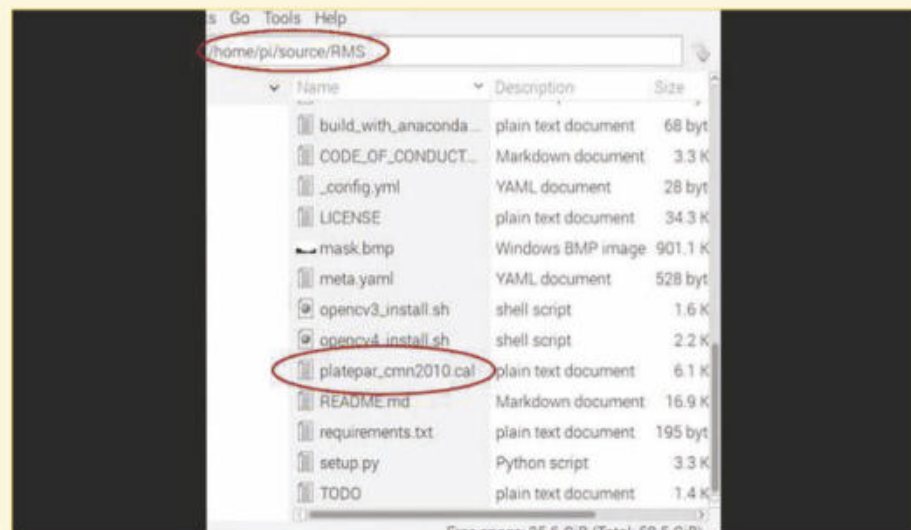 s Go Tools Help
/home/pi/source/RMS
Name Description Size
build_with_anaconda... plain text document 68 byt
CODE_OF_CONDUCT... Markdown document 3.3 K
_config.yml YAML document 28 byt
LICENSE plain text document 34.3 K
mask.bmp Windows BMP image 901.1 K
meta.yaml YAML document 528 byt
opencv3_install.sh shell script 1.6 K
opencv4_install.sh shell script 2.2 K
platepar_cmn2010.cal plain text document 6.1 K
README.md Markdown document 16.9 K
requirements.txt plain text document 195 byt
setup.py Python script 3.3 K
TODO plain text document 1.4 K